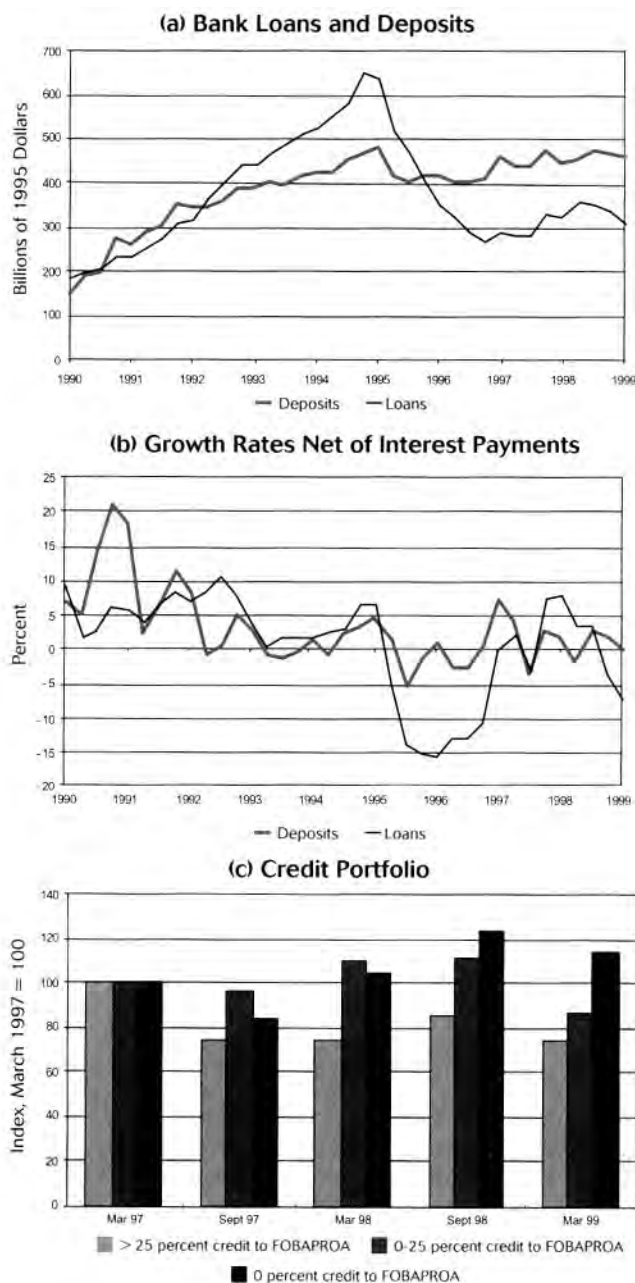 (a) Bank Loans and Deposits
Billions of 1995 Dollars
700
600
500
400
300
200
100
0
1990 1991 1992 1993 1994 1995 1996 1997 1998 1999
Deposits Loans
(b) Growth Rates Net of Interest Payments
Percent
25
20
15
10
5
0
-5
-10
-15
20
1990 1991 1992 1993 1994 1995 1996 1997 1998 1999
Deposits Loans
(c) Credit Portfolio
Index, March 1997 = 100
140
120
100
80
60
40
20
0
Mar 97 Sept 97 Mar 98 Sept 98 Mar 99
> 25 percent credit to FOBAPROA 0-25 percent credit to FOBAPROA
0 percent credit to FOBAPROA